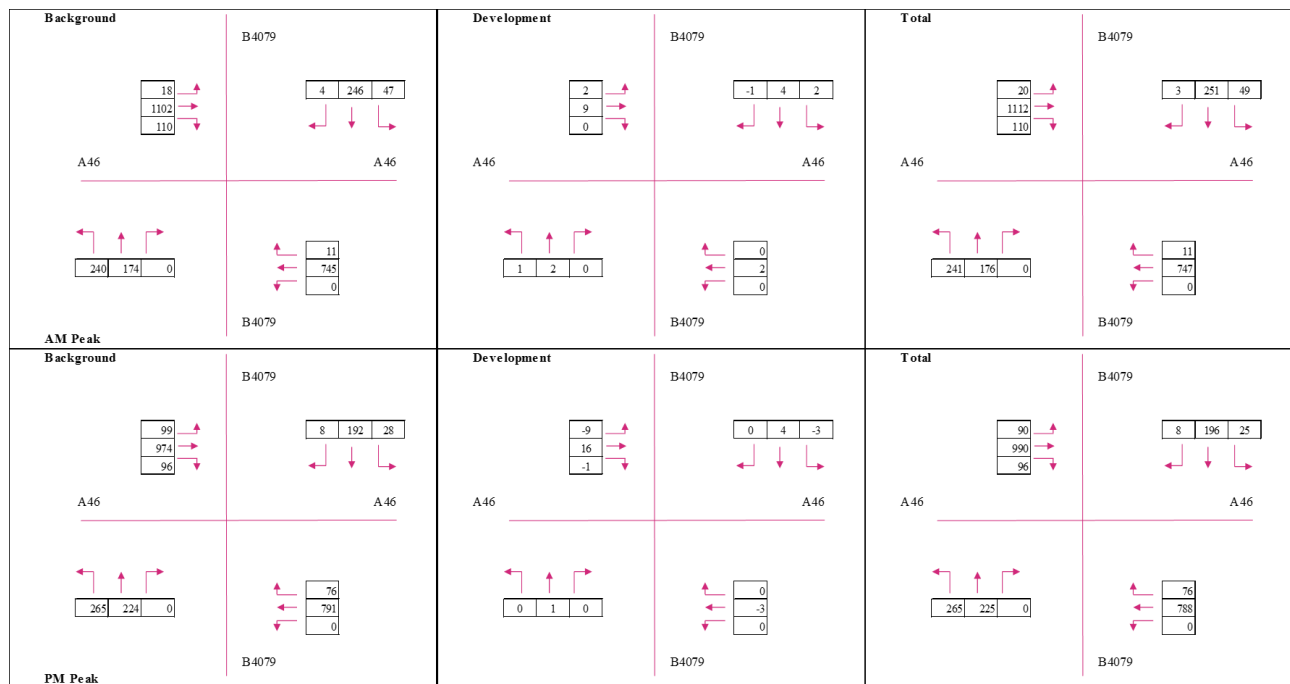 Background Development Total
B4079 B4079 B4079
18 4 246 47 2 -1 4 2 20 3 251 49
1102 9 1112
110 0 110
A46 A46 A46 A46 A46 A46
11 0 11
240 174 0 745 1 2 0 2 241 176 0 747
0 0 0
B4079 B4079 B4079
AM Peak
Background Development Total
B4079 B4079 B4079
99 8 192 28 -9 0 4 -3 90 8 196 25
974 16 990
96 -1 96
A46 A46 A46 A46 A46 A46
76 0 76
265 224 0 791 0 1 0 -3 265 225 0 788
0 0 0
B4079 B4079 B4079
PM Peak